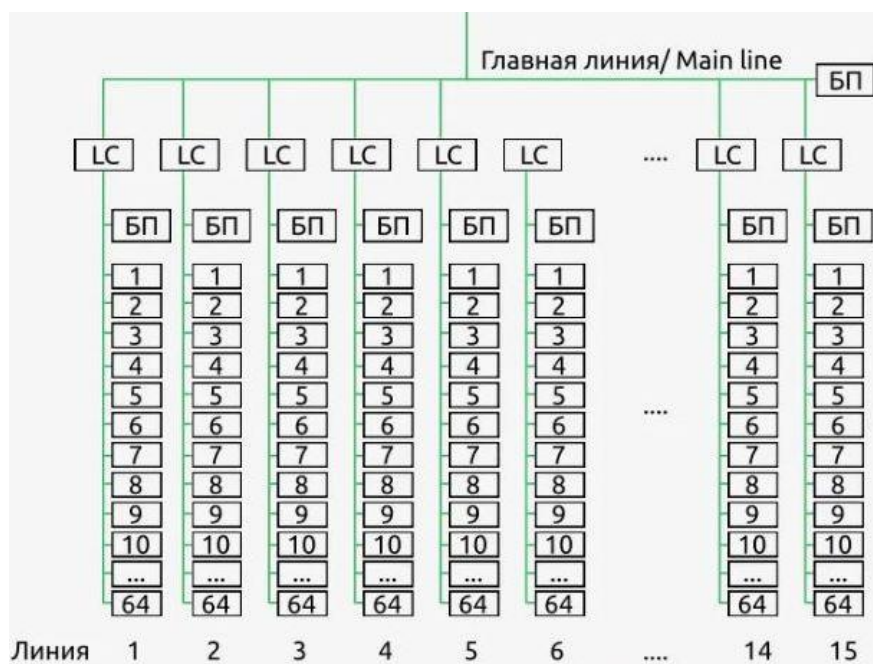 Главная линия/ Main line
БП
LC LC LC LC LC LC .... LC LC
БП БП БП БП БП БП БП БП
1 1 1 1 1 1 1 1
2 2 2 2 2 2 2 2
3 3 3 3 3 3 3 3
4 4 4 4 4 4 4 4
5 5 5 5 5 5 .... 5 5
6 6 6 6 6 6 6 6
7 7 7 7 7 7 7 7
8 8 8 8 8 8 8 8
9 9 9 9 9 9 9 9
10 10 10 10 10 10 10 10
... ... ... ... ... ... ... ...
64 64 64 64 64 64 64 64
Линия 1 2 3 4 5 6 .... 14 15